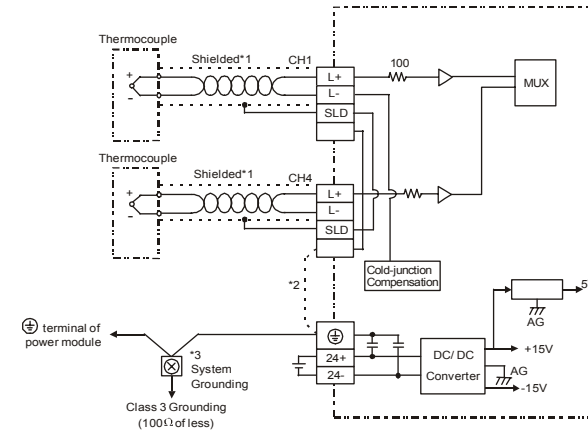 Thermocouple
Shielded*1
CH1
+
-
L+
L-
SLD
100
MUX
Thermocouple
Shielded*1
CH4
+
-
L+
L-
SLD
*2
Cold-junction
Compensation
5
AG
terminal of
power module
*3
System
Grounding
24+
24-
DC/ DC
Converter
+15V
AG
-15V
Class 3 Grounding
(100Ω of less)